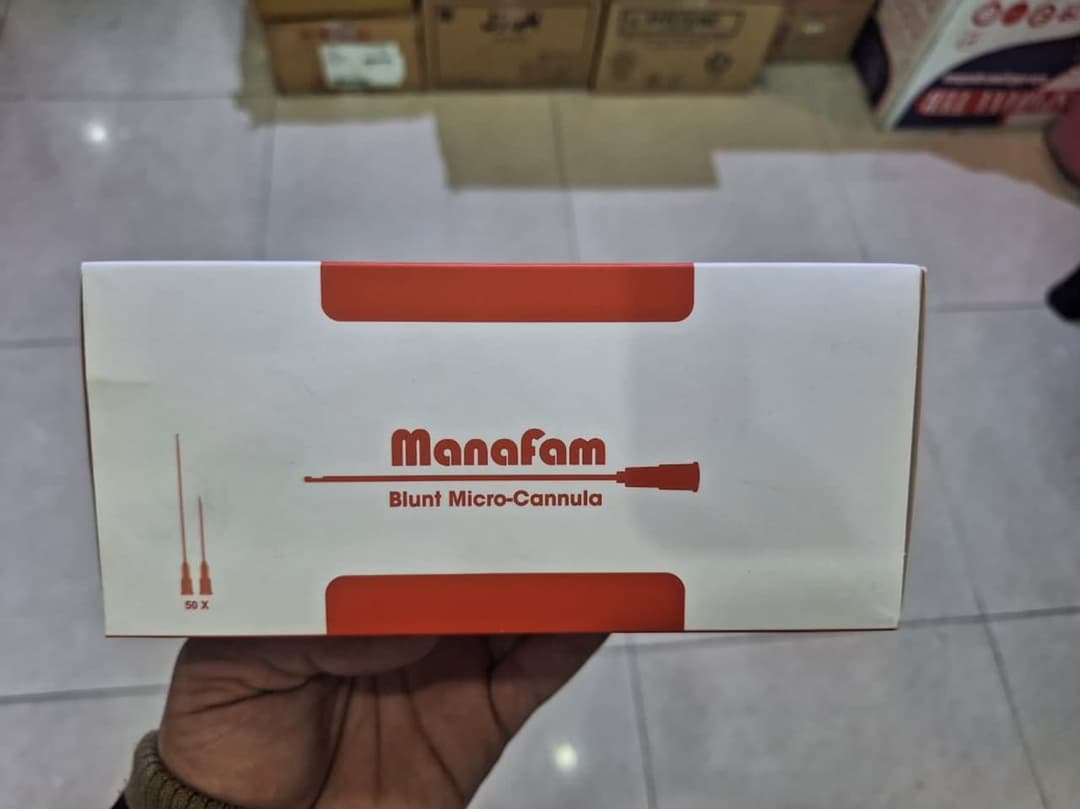 Manafam
Blunt Micro-Cannula
50 X